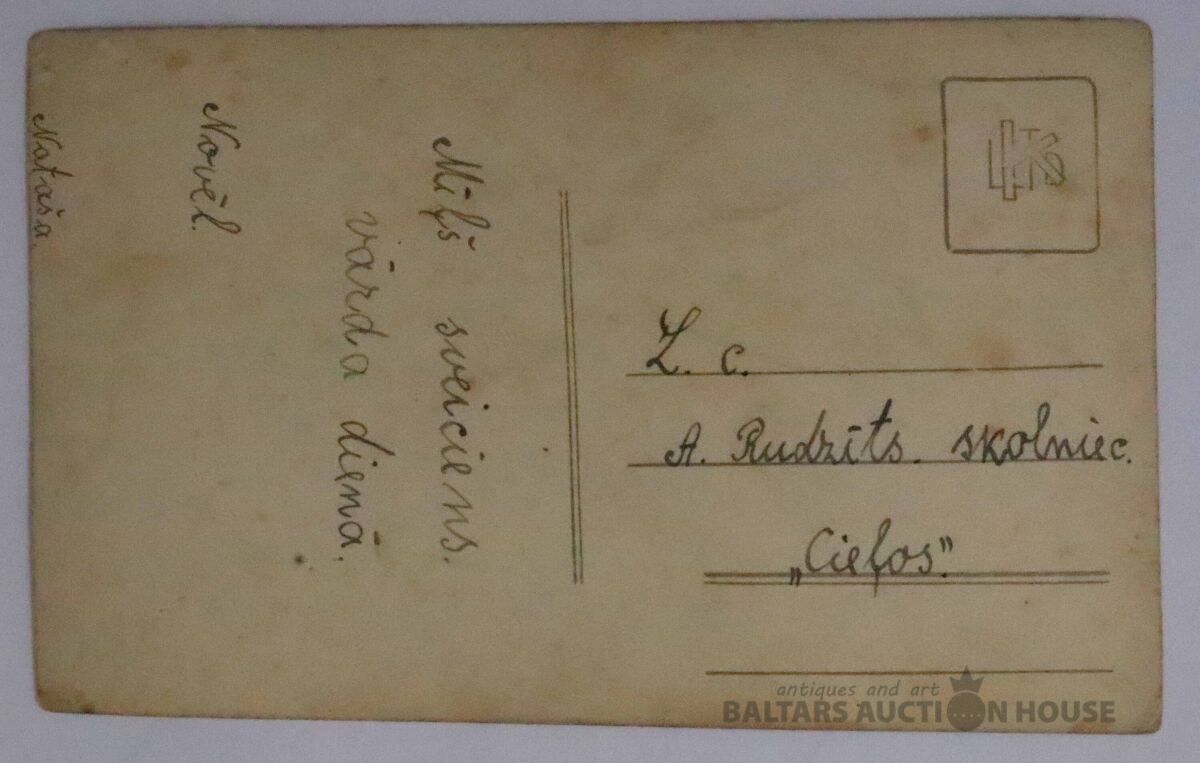 Mīļš sveiciens.
vārda dienā.
Novēl.
Nataša.
Z. c.
A. Rudzīts. skolniec.
„Cieļos”.
antiques and art
BALTARS AUCTION HOUSE